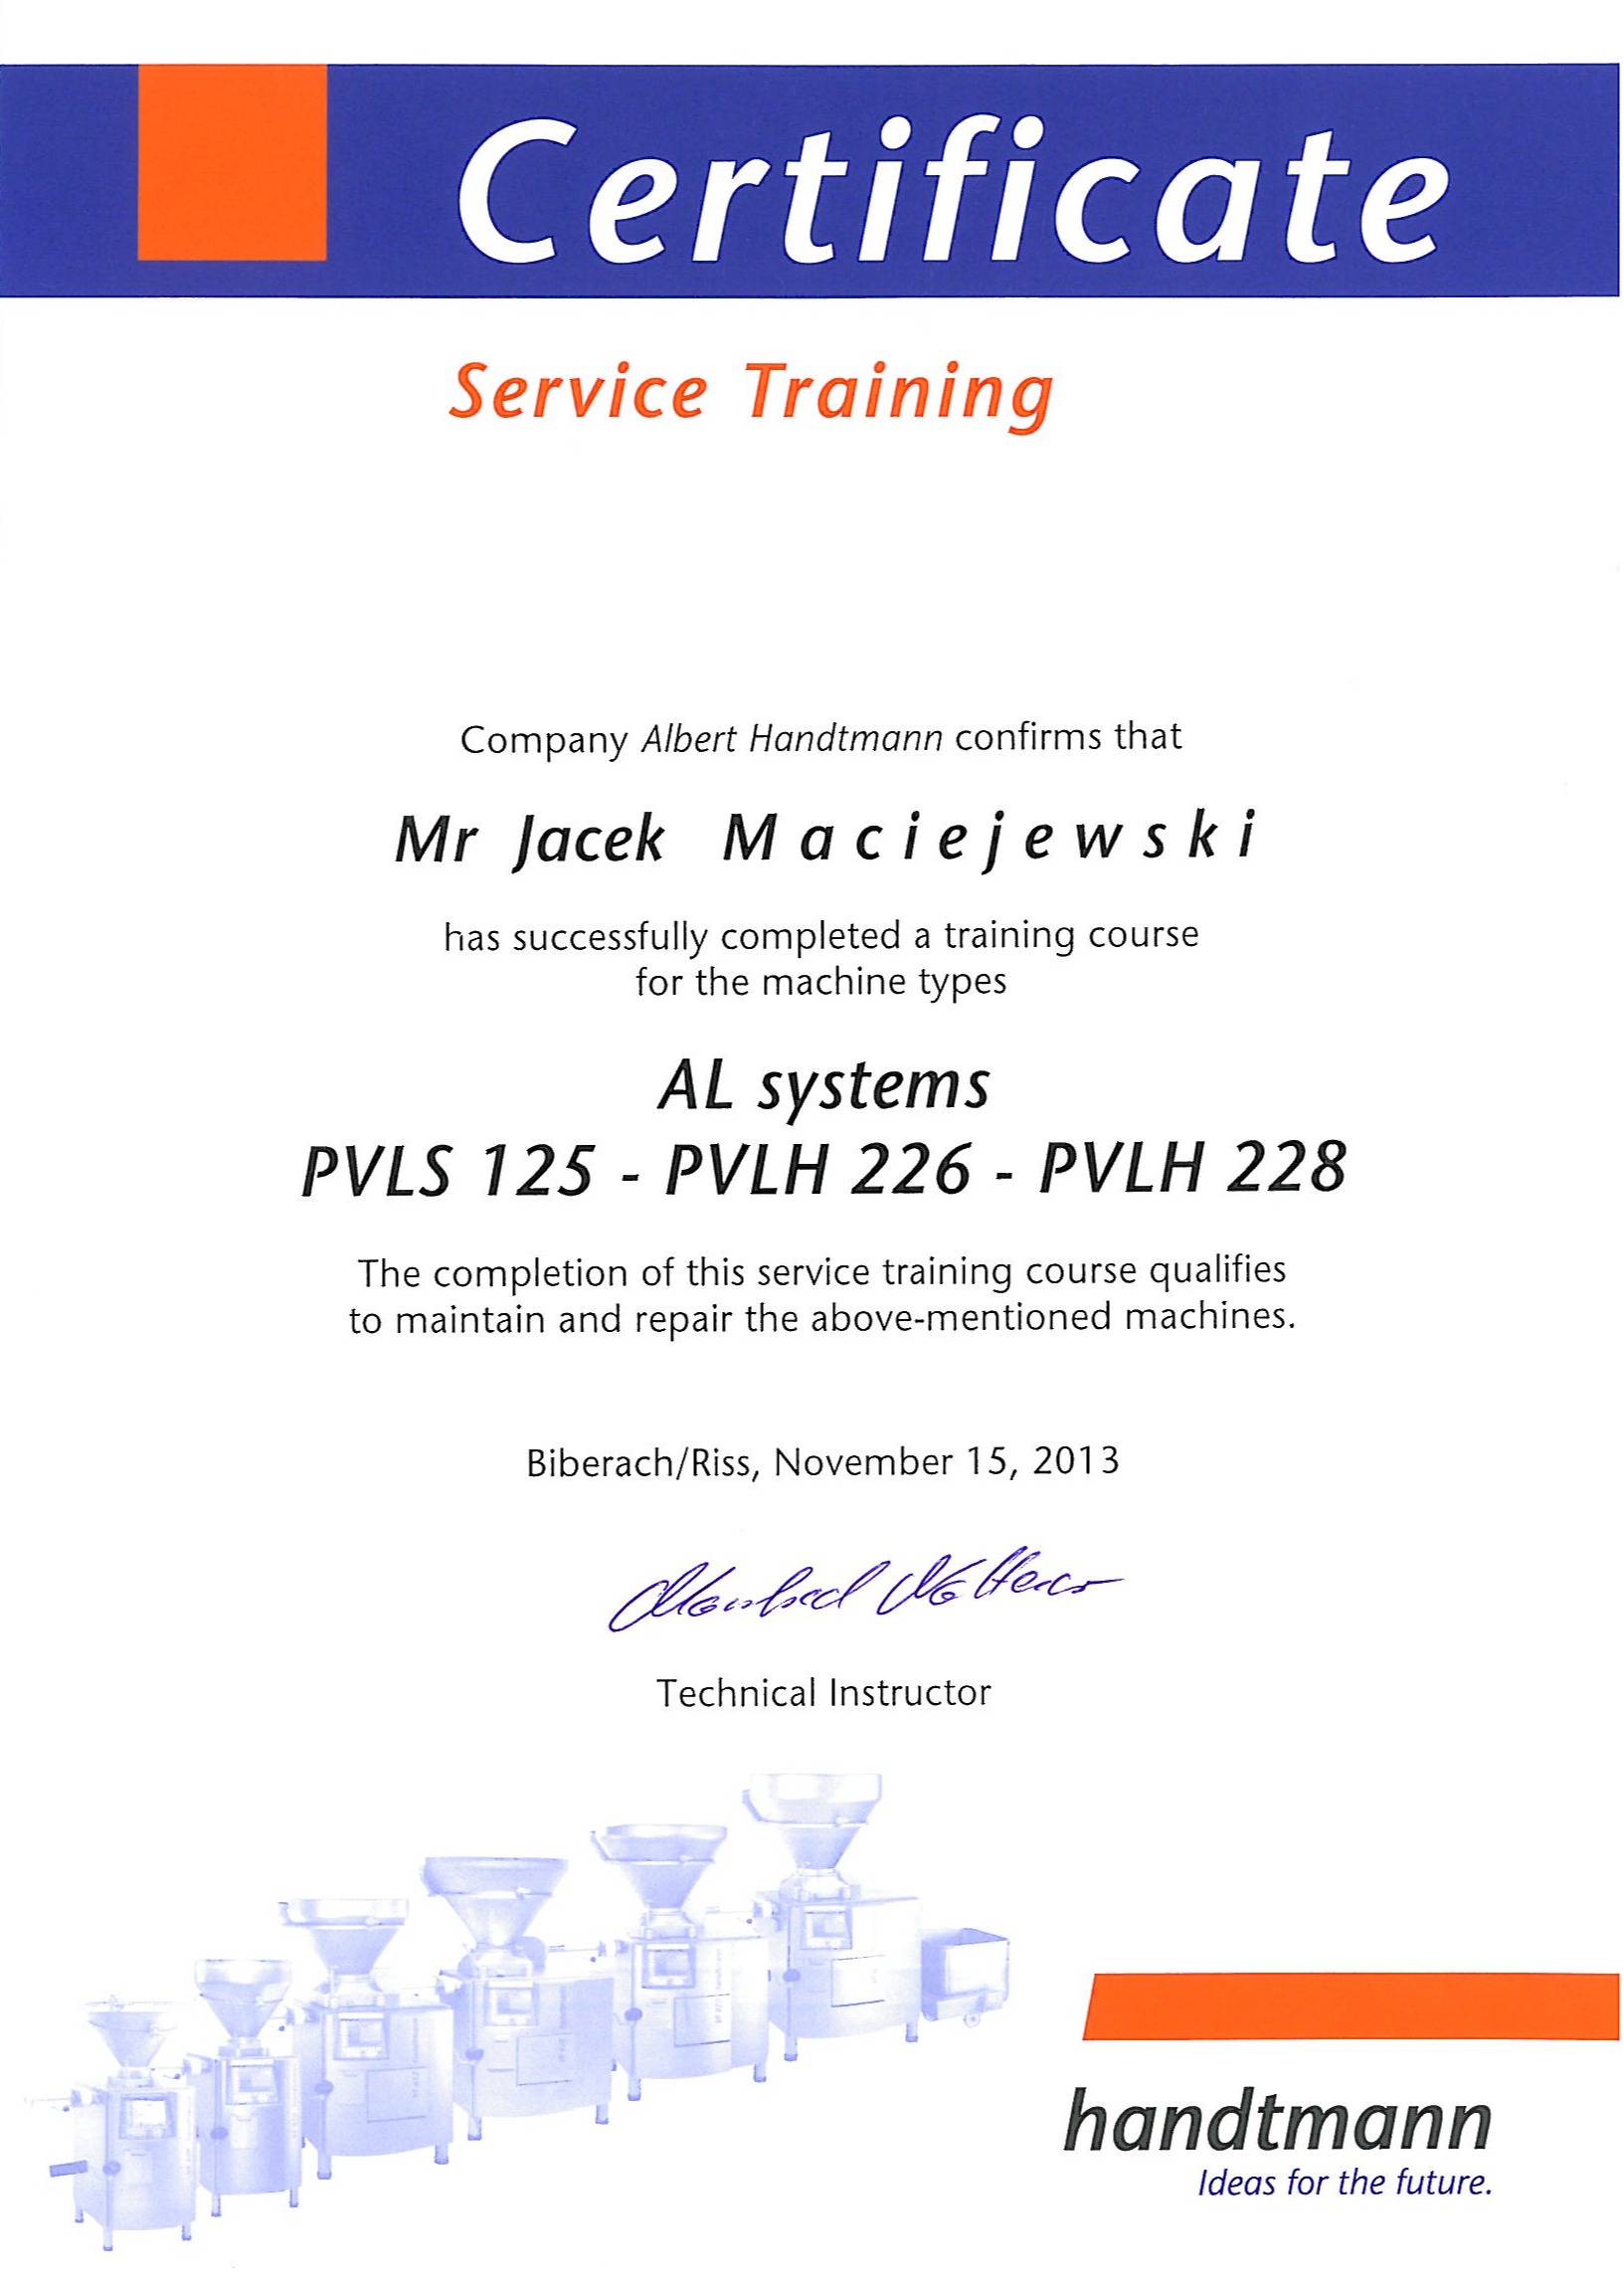 Certificate
Service Training
Company Albert Handtmann confirms that
Mr Jacek Maciejewski
has successfully completed a training course
for the machine types
AL systems
PVLS 125 - PVLH 226 - PVLH 228
The completion of this service training course qualifies
to maintain and repair the above-mentioned machines.
Biberach/Riss, November 15, 2013
Technical Instructor
handtmann
Ideas for the future.